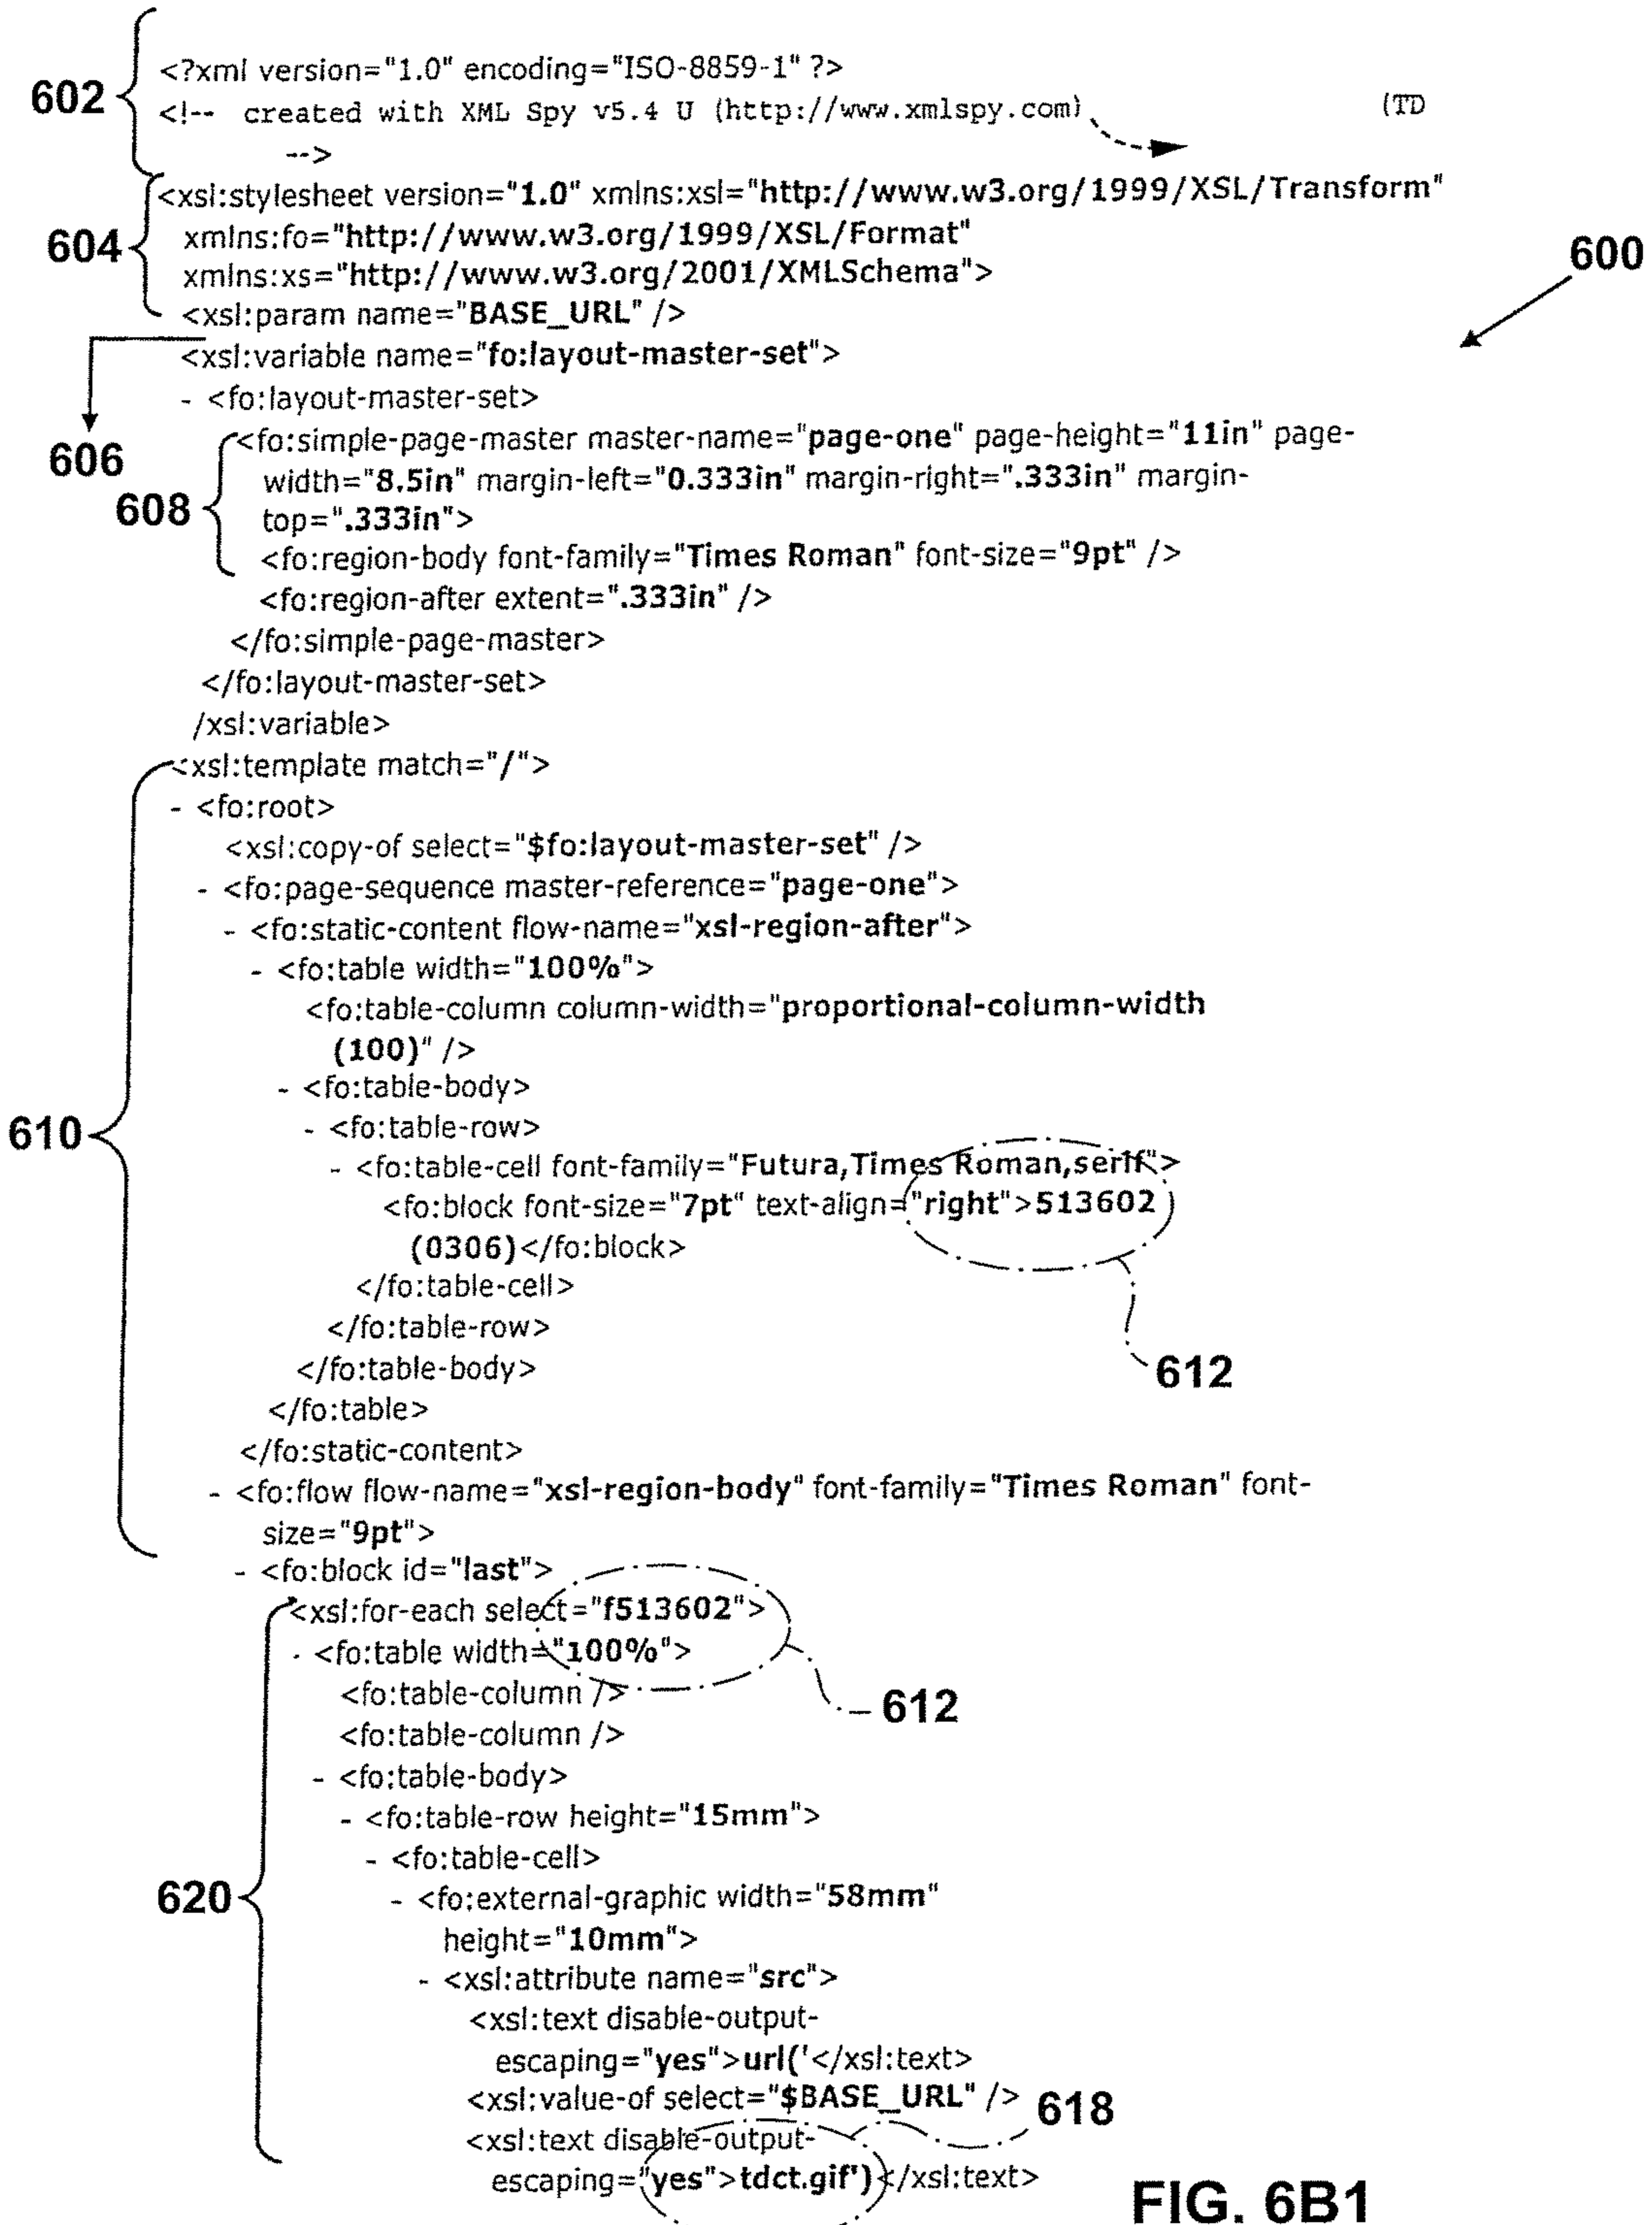 602
<?xml version="1.0" encoding="ISO-8859-1" ?>
<!-- created with XML Spy v5.4 U (http://www.xmlspy.com) (TD
-->
604
<xsl:stylesheet version="1.0" xmlns:xsl="http://www.w3.org/1999/XSL/Transform"
xmlns:fo="http://www.w3.org/1999/XSL/Format"
xmlns:xs="http://www.w3.org/2001/XMLSchema">
600
<xsl:param name="BASE_URL" />
<xsl:variable name="fo:layout-master-set">
- <fo:layout-master-set>
606
608
<fo:simple-page-master master-name="page-one" page-height="11in" page-
width="8.5in" margin-left="0.333in" margin-right=".333in" margin-
top=".333in">
<fo:region-body font-family="Times Roman" font-size="9pt" />
<fo:region-after extent=".333in" />
</fo:simple-page-master>
</fo:layout-master-set>
/xsl:variable>
610
<xsl:template match="/">
- <fo:root>
<xsl:copy-of select="$fo:layout-master-set" />
- <fo:page-sequence master-reference="page-one">
- <fo:static-content flow-name="xsl-region-after">
- <fo:table width="100%">
<fo:table-column column-width="proportional-column-width
(100)" />
- <fo:table-body>
- <fo:table-row>
- <fo:table-cell font-family="Futura,Times Roman,serif">
<fo:block font-size="7pt" text-align="right">513602
(0306)</fo:block>
</fo:table-cell>
</fo:table-row>
612
</fo:table-body>
</fo:table>
</fo:static-content>
- <fo:flow flow-name="xsl-region-body" font-family="Times Roman" font-
size="9pt">
- <fo:block id="last">
620
<xsl:for-each select="f513602">
- <fo:table width="100%">
<fo:table-column />
612
<fo:table-column />
- <fo:table-body>
- <fo:table-row height="15mm">
- <fo:table-cell>
- <fo:external-graphic width="58mm"
height="10mm">
- <xsl:attribute name="src">
<xsl:text disable-output-
escaping="yes">url('</xsl:text>
<xsl:value-of select="$BASE_URL" />
618
<xsl:text disable-output-
escaping="yes">tdct.gif')</xsl:text>
FIG. 6B1